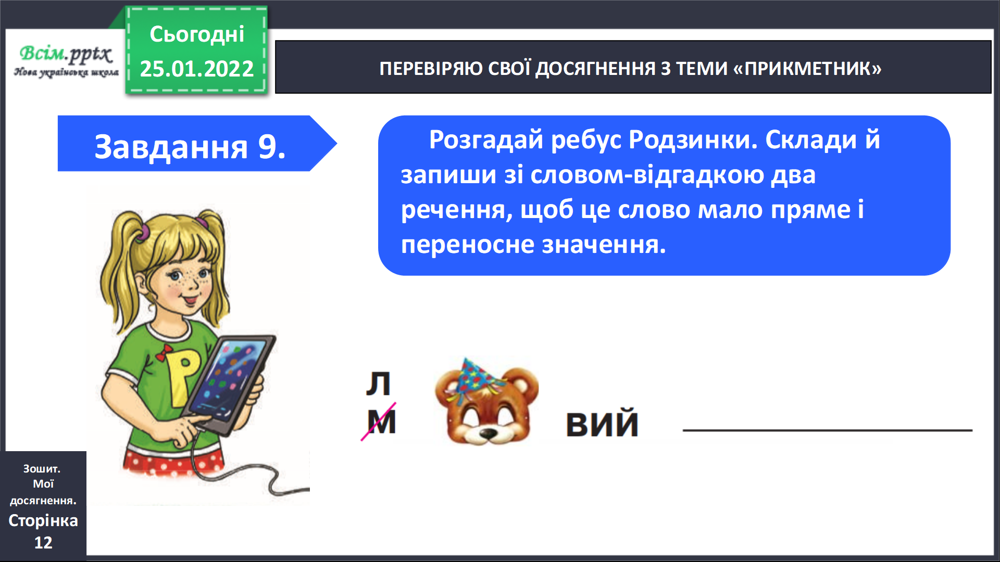 Сьогодні
25.01.2022
Всім.pptx
Нова українська школа
ПЕРЕВІРЯЮ СВОЇ ДОСЯГНЕННЯ З ТЕМИ «ПРИКМЕТНИК»
Завдання 9.
Розгадай ребус Родзинки. Склади й
запиши зі словом-відгадкою два
речення, щоб це слово мало пряме і
переносне значення.
Р
Л
М
ВИЙ
Зошит.
Мої
досягнення.
Сторінка
12